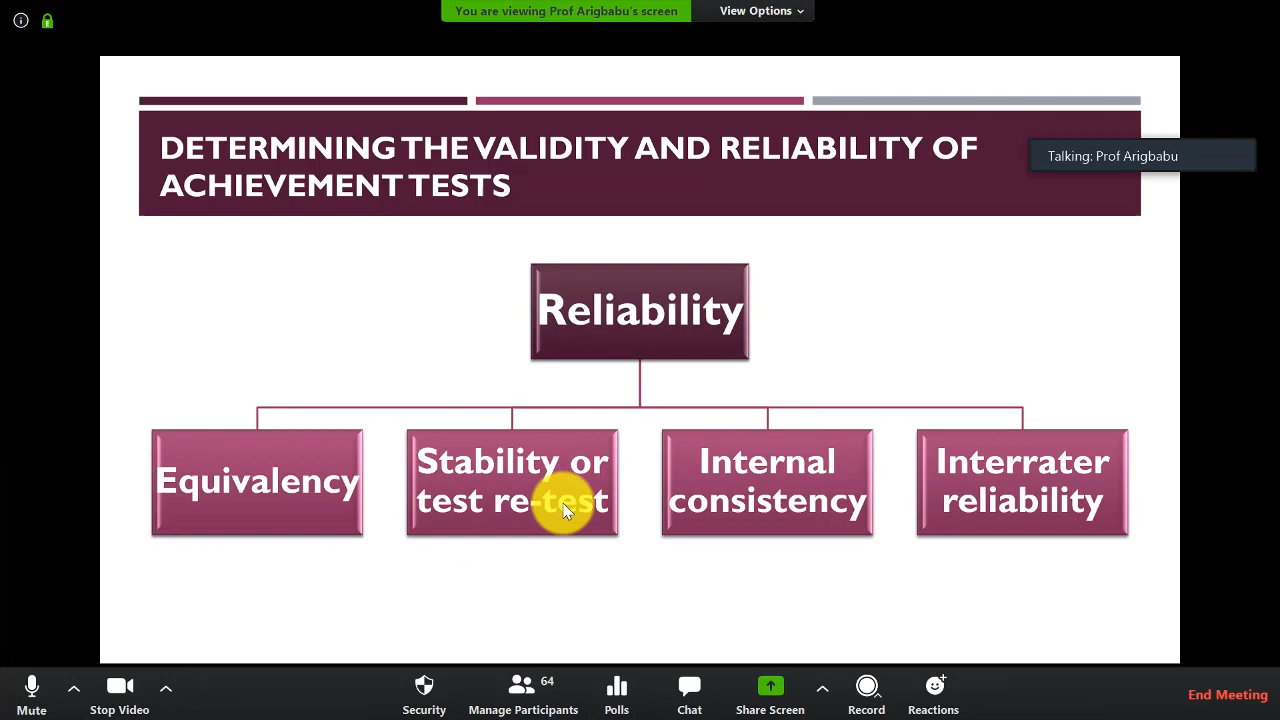 You are viewing Prof Arigbabu's screen
View Options
DETERMINING THE VALIDITY AND RELIABILITY OF
ACHIEVEMENT TESTS
Talking: Prof Arigbabu
Reliability
Equivalency
Stability or
test re-test
Internal
consistency
Interrater
reliability
Mute
Stop Video
Security
Manage Participants
64
Polls
Chat
Share Screen
Record
Reactions
End Meeting